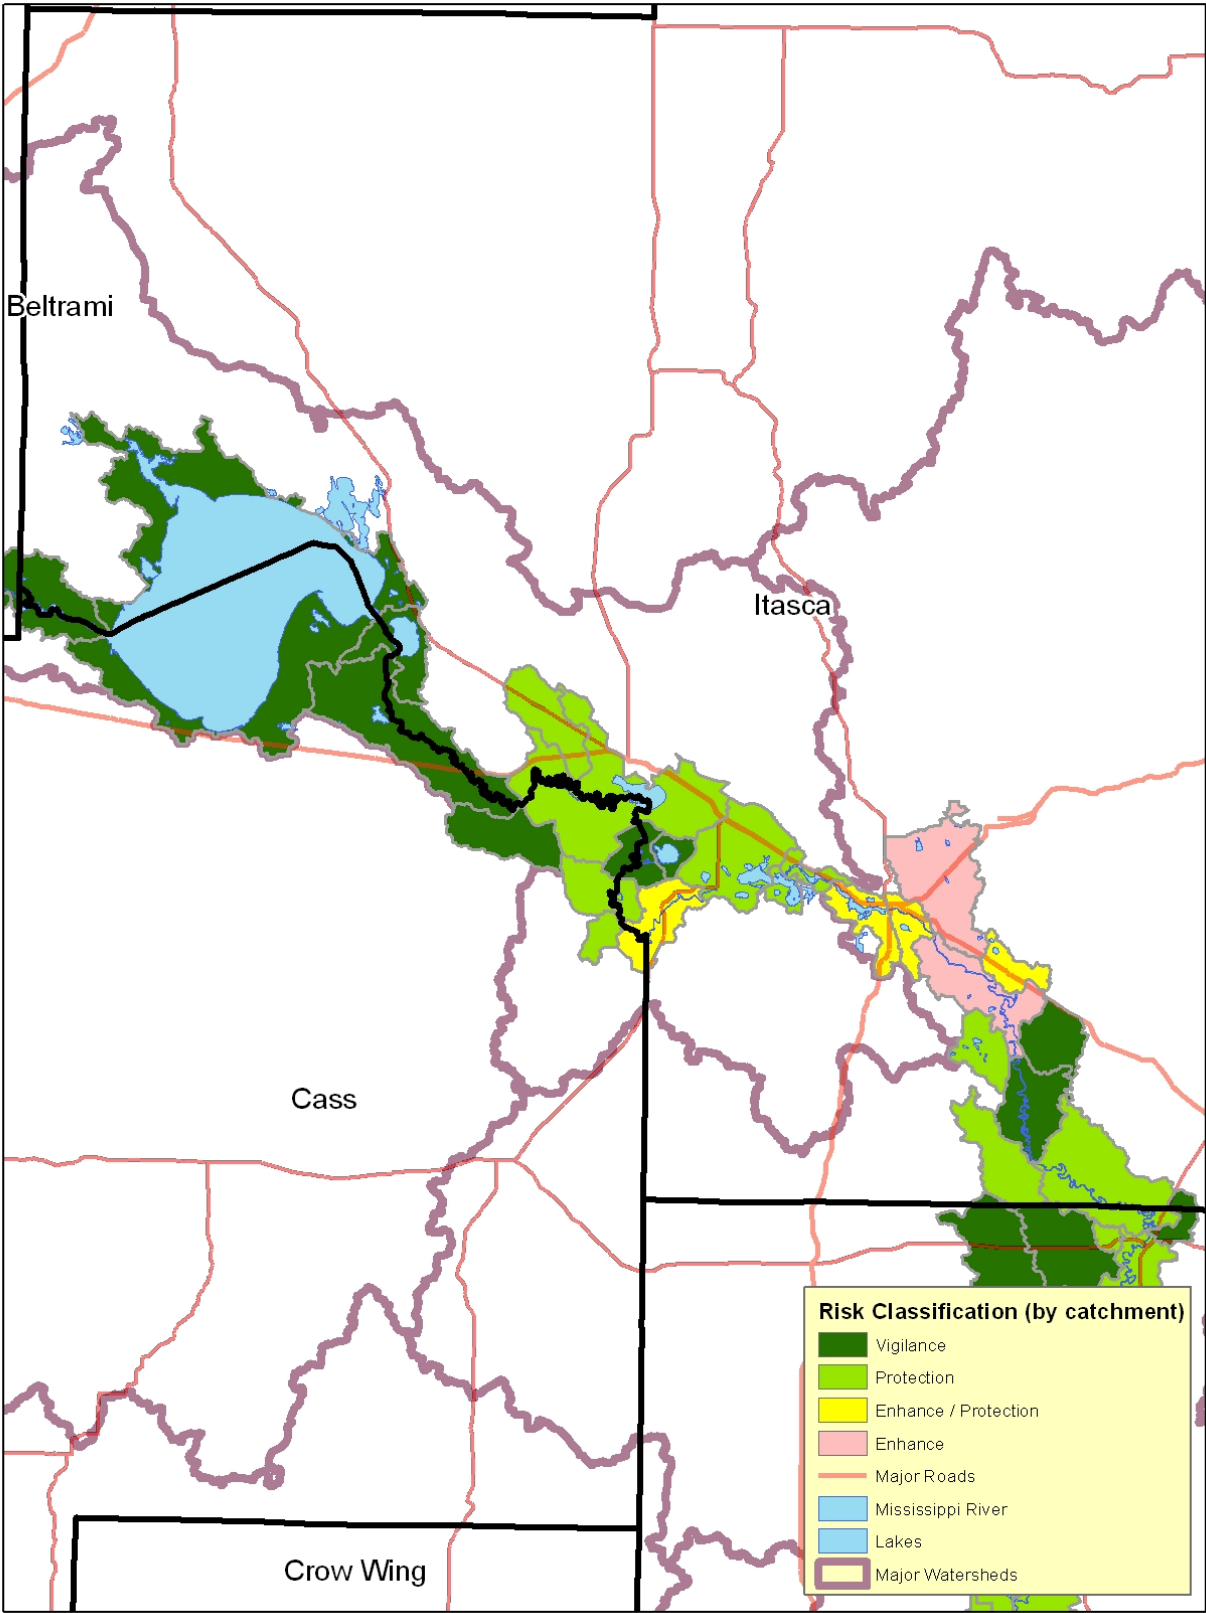 Beltrami
Itasca
Cass
Crow Wing
Risk Classification (by catchment)
Vigilance
Protection
Enhance / Protection
Enhance
Major Roads
Mississippi River
Lakes
Major Watersheds